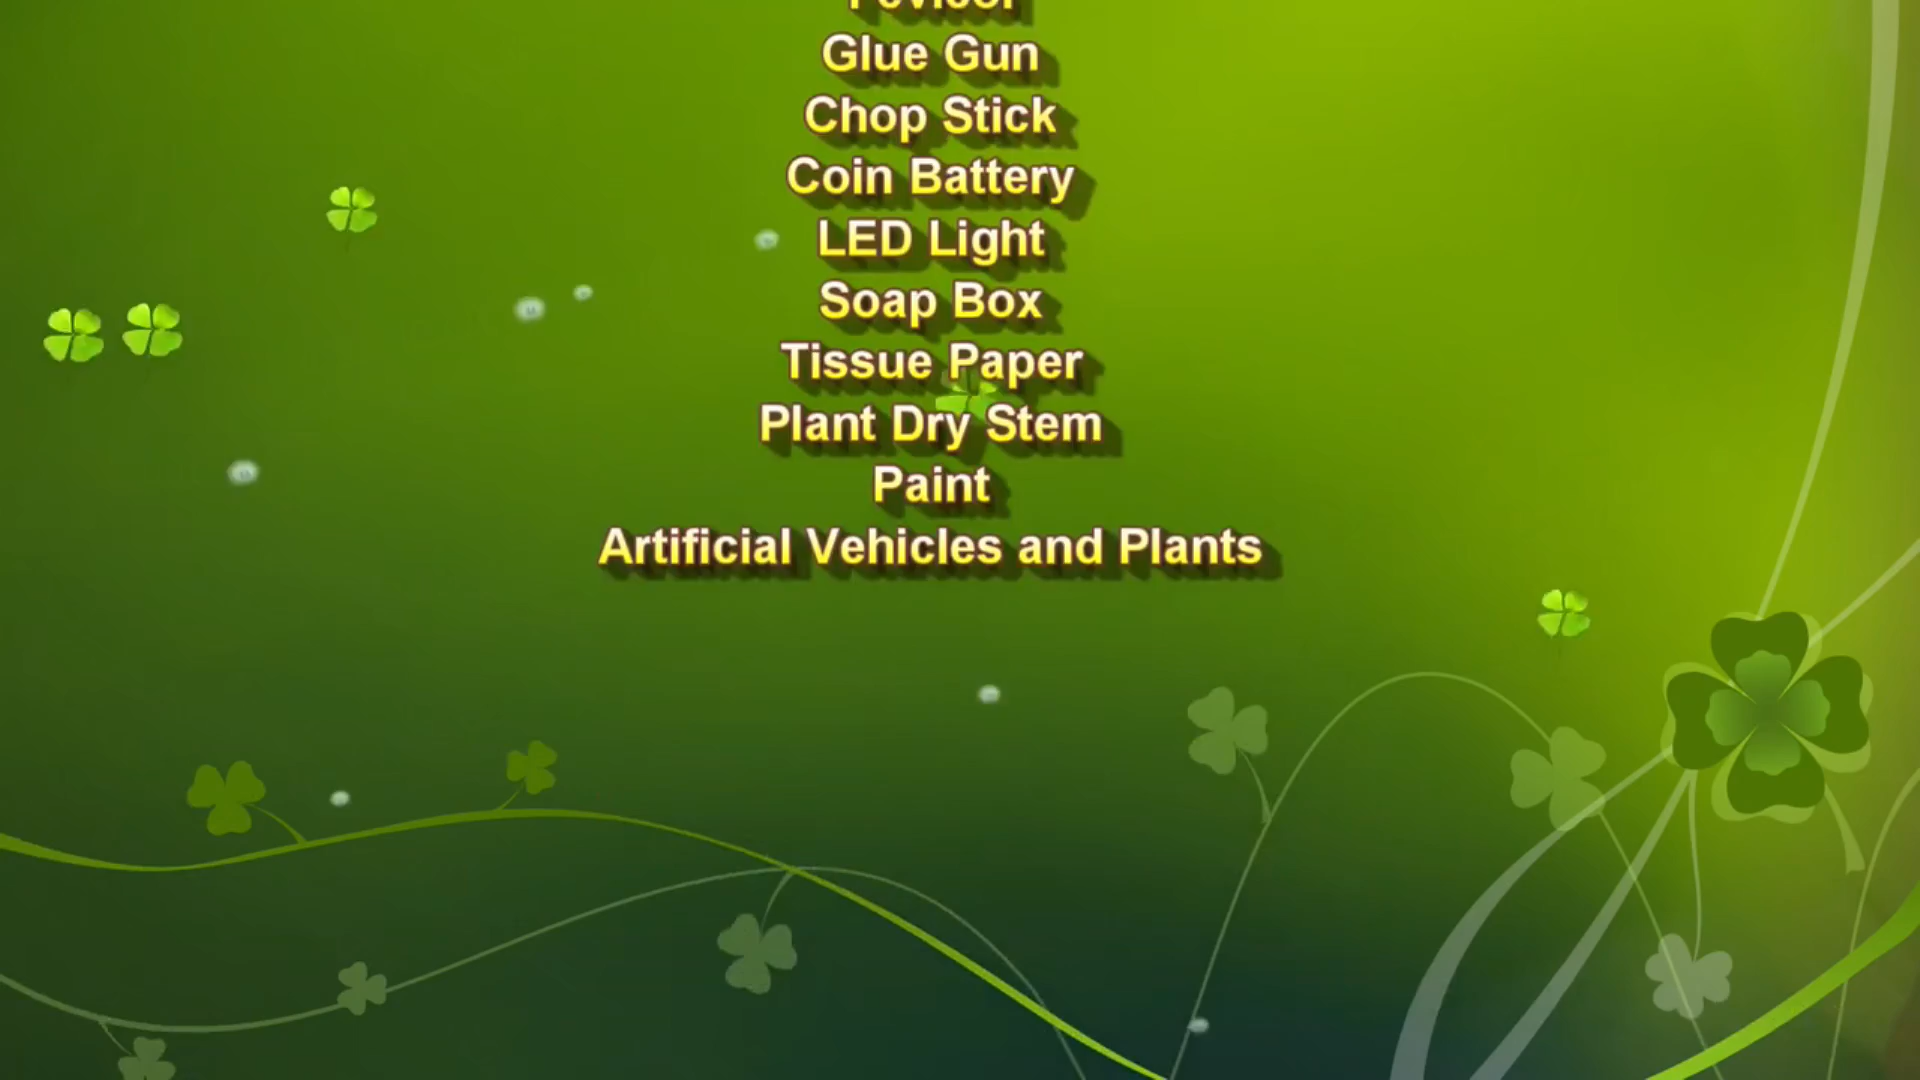 Fevicol
Glue Gun
Chop Stick
Coin Battery
LED Light
Soap Box
Tissue Paper
Plant Dry Stem
Paint
Artificial Vehicles and Plants